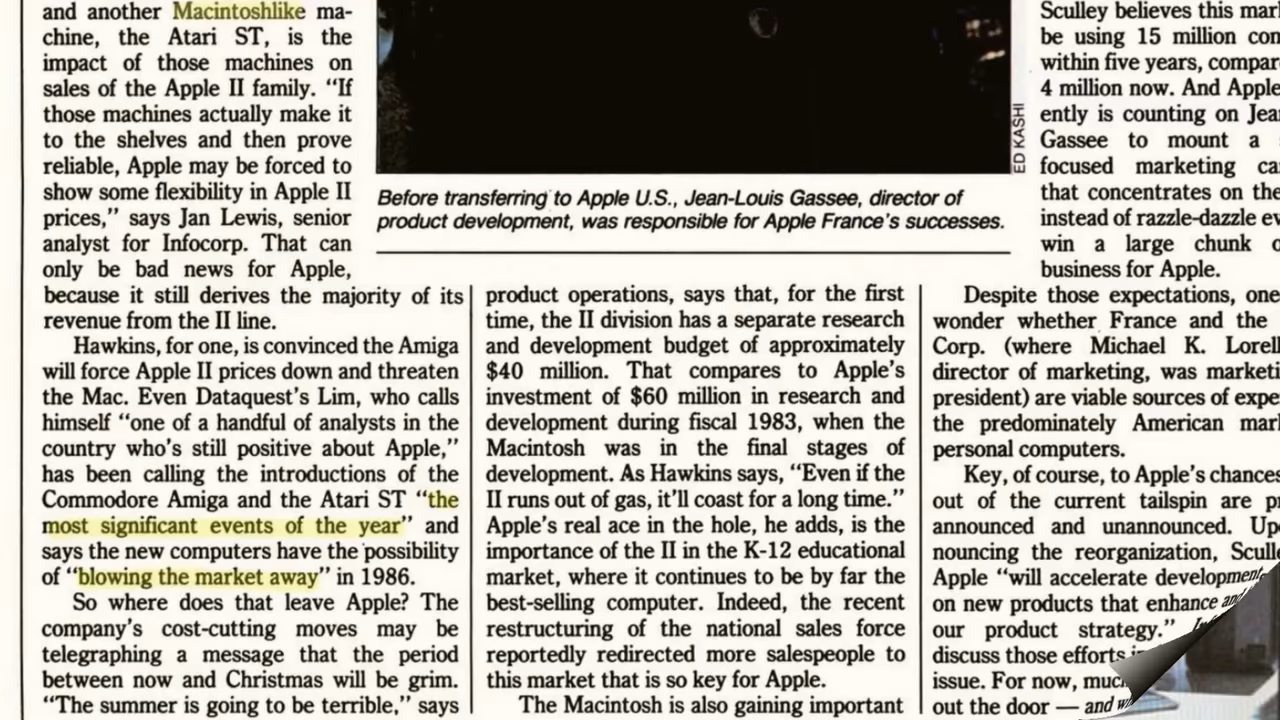 and another Macintoshlike ma-
chine, the Atari ST, is the
impact of those machines on
sales of the Apple II family. “If
those machines actually make it
to the shelves and then prove
reliable, Apple may be forced to
show some flexibility in Apple II
prices,” says Jan Lewis, senior
analyst for Infocorp. That can
only be bad news for Apple,
because it still derives the majority of its
revenue from the II line.
Hawkins, for one, is convinced the Amiga
will force Apple II prices down and threaten
the Mac. Even Dataquest’s Lim, who calls
himself “one of a handful of analysts in the
country who’s still positive about Apple,”
has been calling the introductions of the
Commodore Amiga and the Atari ST “the
most significant events of the year” and
says the new computers have the possibility
of “blowing the market away” in 1986.
So where does that leave Apple? The
company’s cost-cutting moves may be
telegraphing a message that the period
between now and Christmas will be grim.
“The summer is going to be terrible,” says
ED KASHI
Before transferring to Apple U.S., Jean-Louis Gassee, director of
product development, was responsible for Apple France’s successes.
product operations, says that, for the first
time, the II division has a separate research
and development budget of approximately
$40 million. That compares to Apple’s
investment of $60 million in research and
development during fiscal 1983, when the
Macintosh was in the final stages of
development. As Hawkins says, “Even if the
II runs out of gas, it’ll coast for a long time.”
Apple’s real ace in the hole, he adds, is the
importance of the II in the K-12 educational
market, where it continues to be by far the
best-selling computer. Indeed, the recent
restructuring of the national sales force
reportedly redirected more salespeople to
this market that is so key for Apple.
The Macintosh is also gaining important
Sculley believes this mar
be using 15 million con
within five years, compar
4 million now. And Apple
ently is counting on Jea
Gassee to mount a
focused marketing ca
that concentrates on the
instead of razzle-dazzle ev
win a large chunk o
business for Apple.
Despite those expectations, one
wonder whether France and the
Corp. (where Michael K. Lorell
director of marketing, was marketi
president) are viable sources of expe
the predominately American mar
personal computers.
Key, of course, to Apple’s chances
out of the current tailspin are p
announced and unannounced. Up
nouncing the reorganization, Scull
Apple “will accelerate development
on new products that enhance and
our product strategy.”
discuss those efforts
issue. For now, muc
out the door — and